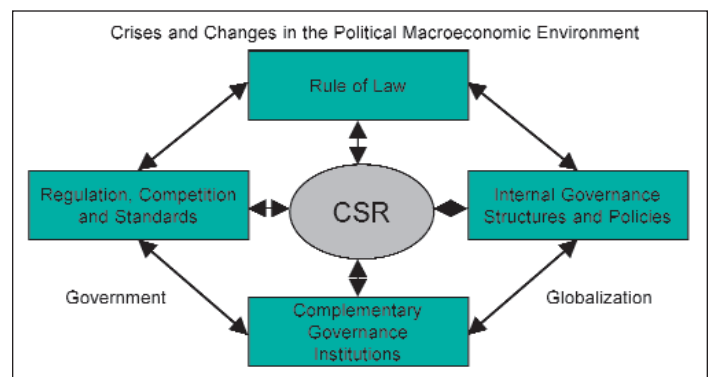 Crises and Changes in the Political Macroeconomic Environment
Rule of Law
Regulation, Competition
and Standards
CSR
Internal Governance
Structures and Policies
Government
Globalization
Complementary
Governance
Institutions